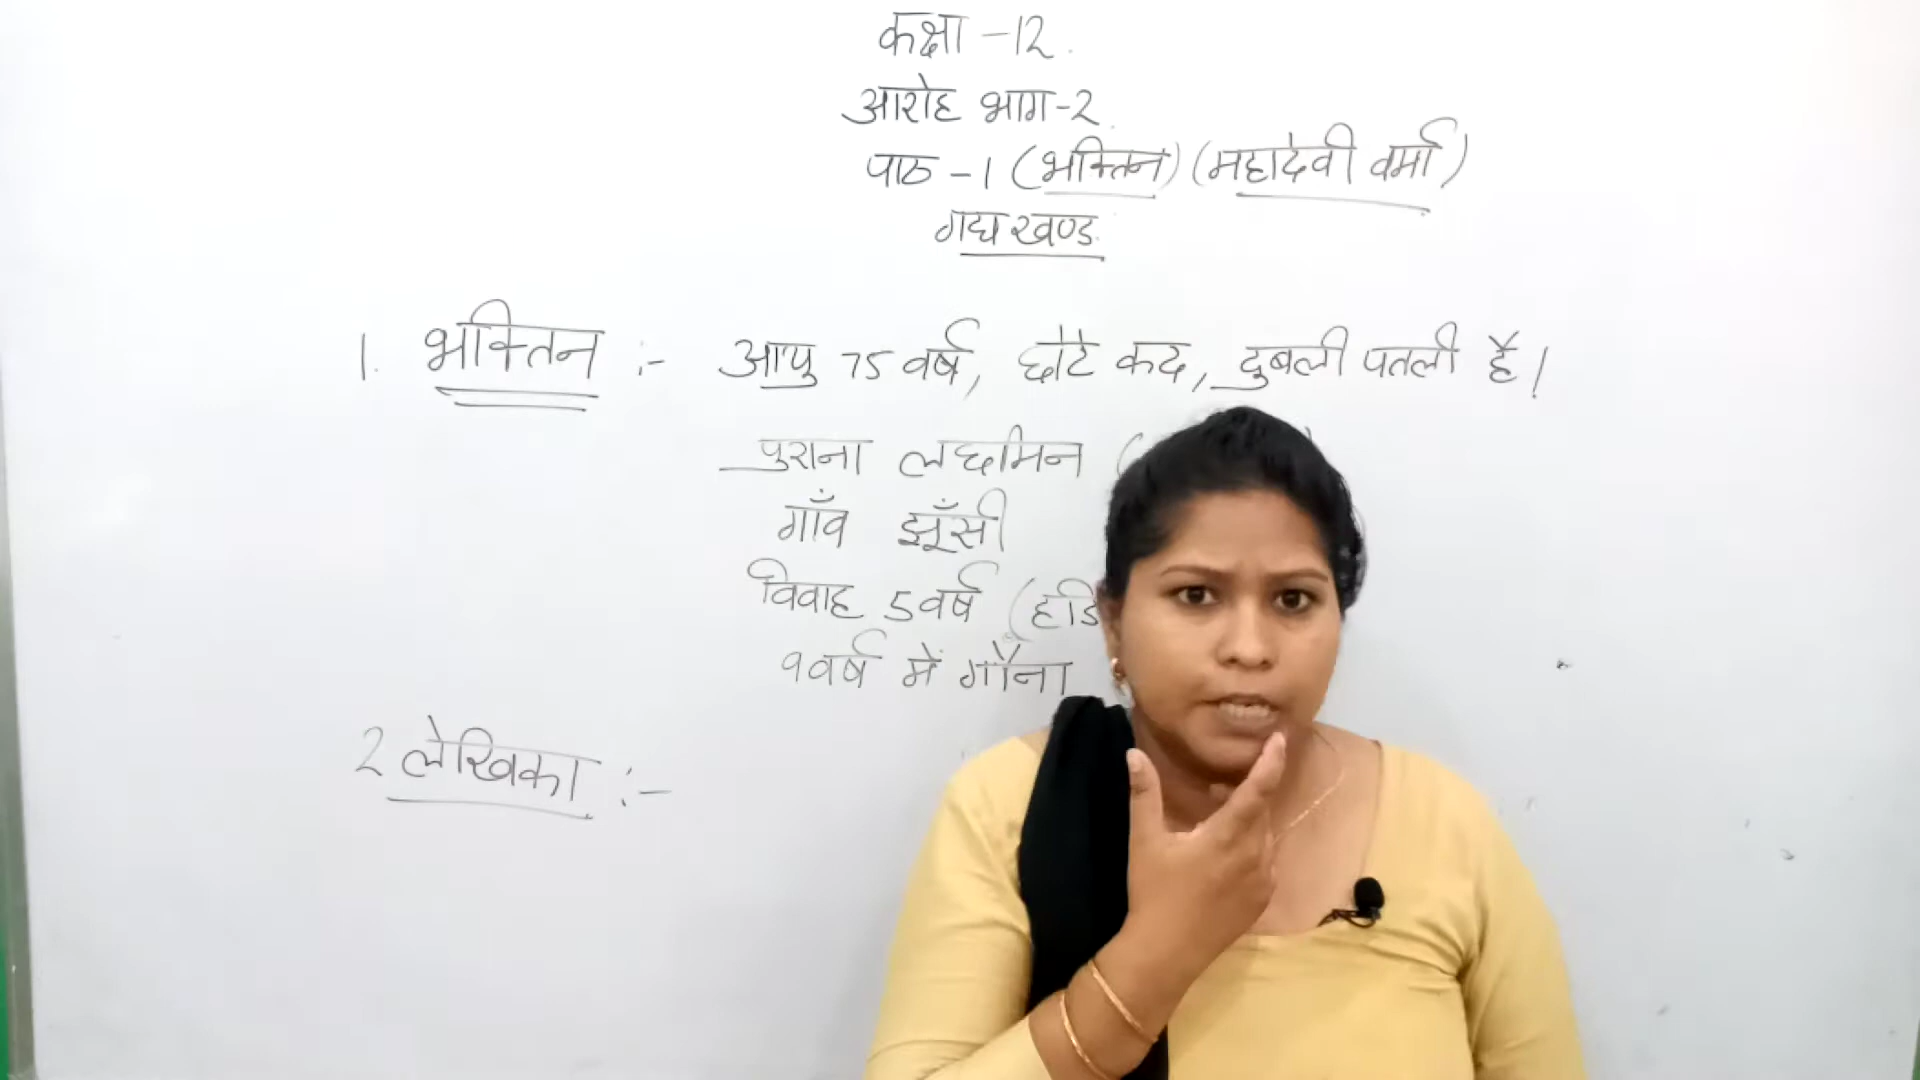 कक्षा -12.
आरोह भाग-2.
पाठ -1 (भक्तिन) (महादेवी वर्मा)
गद्य खण्ड.
1. भक्तिन :- आयु 75 वर्ष, छोटे कद, दुबली पतली है।
पुराना लछमिन (
गाँव झूँसी
विवाह 5 वर्ष (
9 वर्ष में गौना
2 लेखिका :-